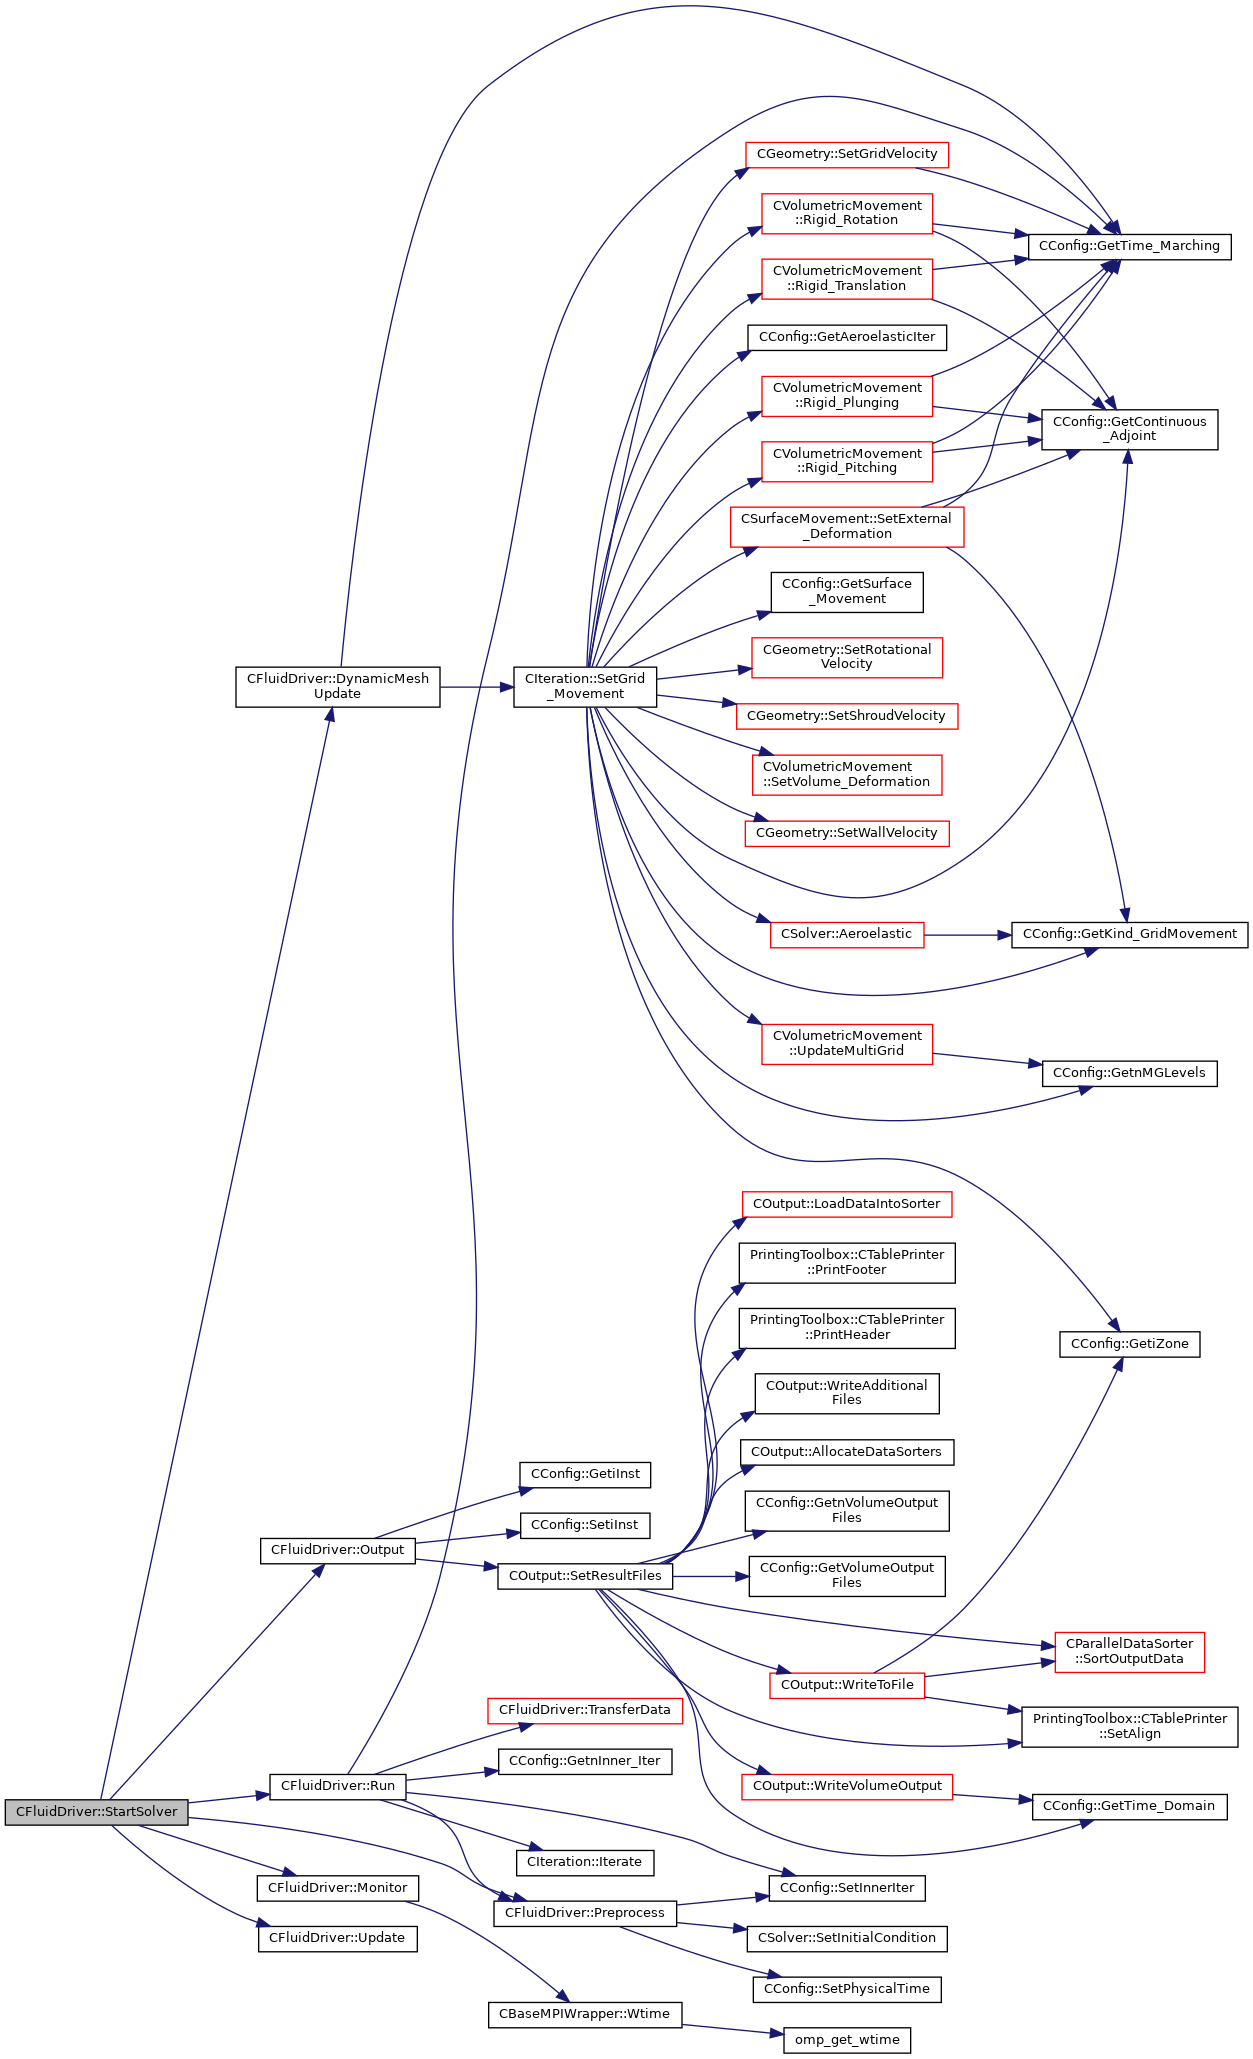 CGeometry::SetGridVelocity
CVolumetricMovement
::Rigid_Rotation
CConfig::GetTime_Marching
CVolumetricMovement
::Rigid_Translation
CConfig::GetAeroelasticIter
CVolumetricMovement
::Rigid_Plunging
CConfig::GetContinuous
_Adjoint
CVolumetricMovement
::Rigid_Pitching
CSurfaceMovement::SetExternal
_Deformation
CConfig::GetSurface
_Movement
CGeometry::SetRotational
Velocity
CFluidDriver::DynamicMesh
Update
CIteration::SetGrid
_Movement
CGeometry::SetShroudVelocity
CVolumetricMovement
::SetVolume_Deformation
CGeometry::SetWallVelocity
CSolver::Aeroelastic
CConfig::GetKind_GridMovement
CVolumetricMovement
::UpdateMultiGrid
CConfig::GetnMGLevels
COutput::LoadDataIntoSorter
PrintingToolbox::CTablePrinter
::PrintFooter
PrintingToolbox::CTablePrinter
::PrintHeader
CConfig::GetiZone
COutput::WriteAdditional
Files
COutput::AllocateDataSorters
CConfig::GetiInst
CConfig::GetnVolumeOutput
Files
CConfig::SetiInst
CFluidDriver::Output
COutput::SetResultFiles
CConfig::GetVolumeOutput
Files
CParallelDataSorter
::SortOutputData
COutput::WriteToFile
PrintingToolbox::CTablePrinter
::SetAlign
CFluidDriver::TransferData
CConfig::GetnInner_Iter
CFluidDriver::Run
COutput::WriteVolumeOutput
CConfig::GetTime_Domain
CFluidDriver::StartSolver
CIteration::Iterate
CFluidDriver::Monitor
CConfig::SetInnerIter
CFluidDriver::Preprocess
CFluidDriver::Update
CSolver::SetInitialCondition
CConfig::SetPhysicalTime
CBaseMPIWrapper::Wtime
omp_get_wtime